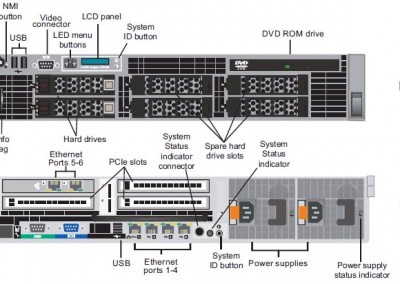 NMI
button
USB
Video
connector
LED menu
buttons
LCD panel
System
ID button
DVD ROM drive
DVD
Hard drives
Spare hard
drive slots
Ethernet
Ports 5-6
PCIe slots
System
Status
indicator
connector
System
Status
indicator
USB
Ethernet
ports 1-4
System
ID button
Power supplies
Power supply
status indicator